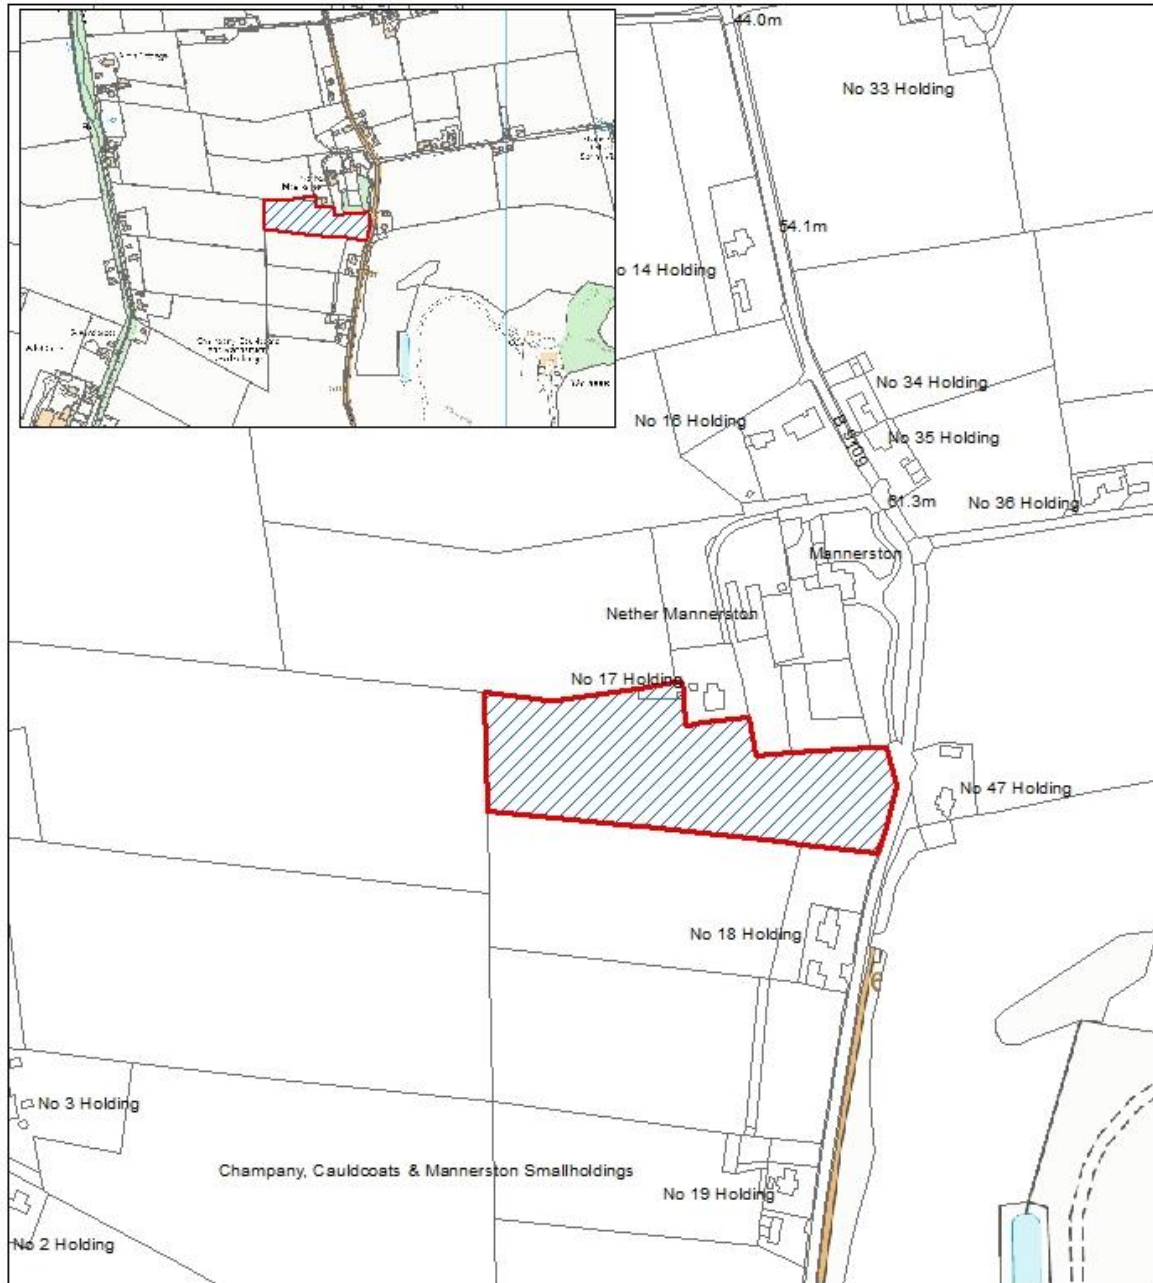 44.0m
No 33 Holding
54.1m
o 14 Holding
No 34 Holding
No 16 Holding
B 9109
No 35 Holding
61.3m
No 36 Holding
Mannerston
Nether Mannerston
No 17 Holding
No 47 Holding
No 18 Holding
No 3 Holding
Champany, Cauldcoats & Mannerston Smallholdings
No 19 Holding
No 2 Holding